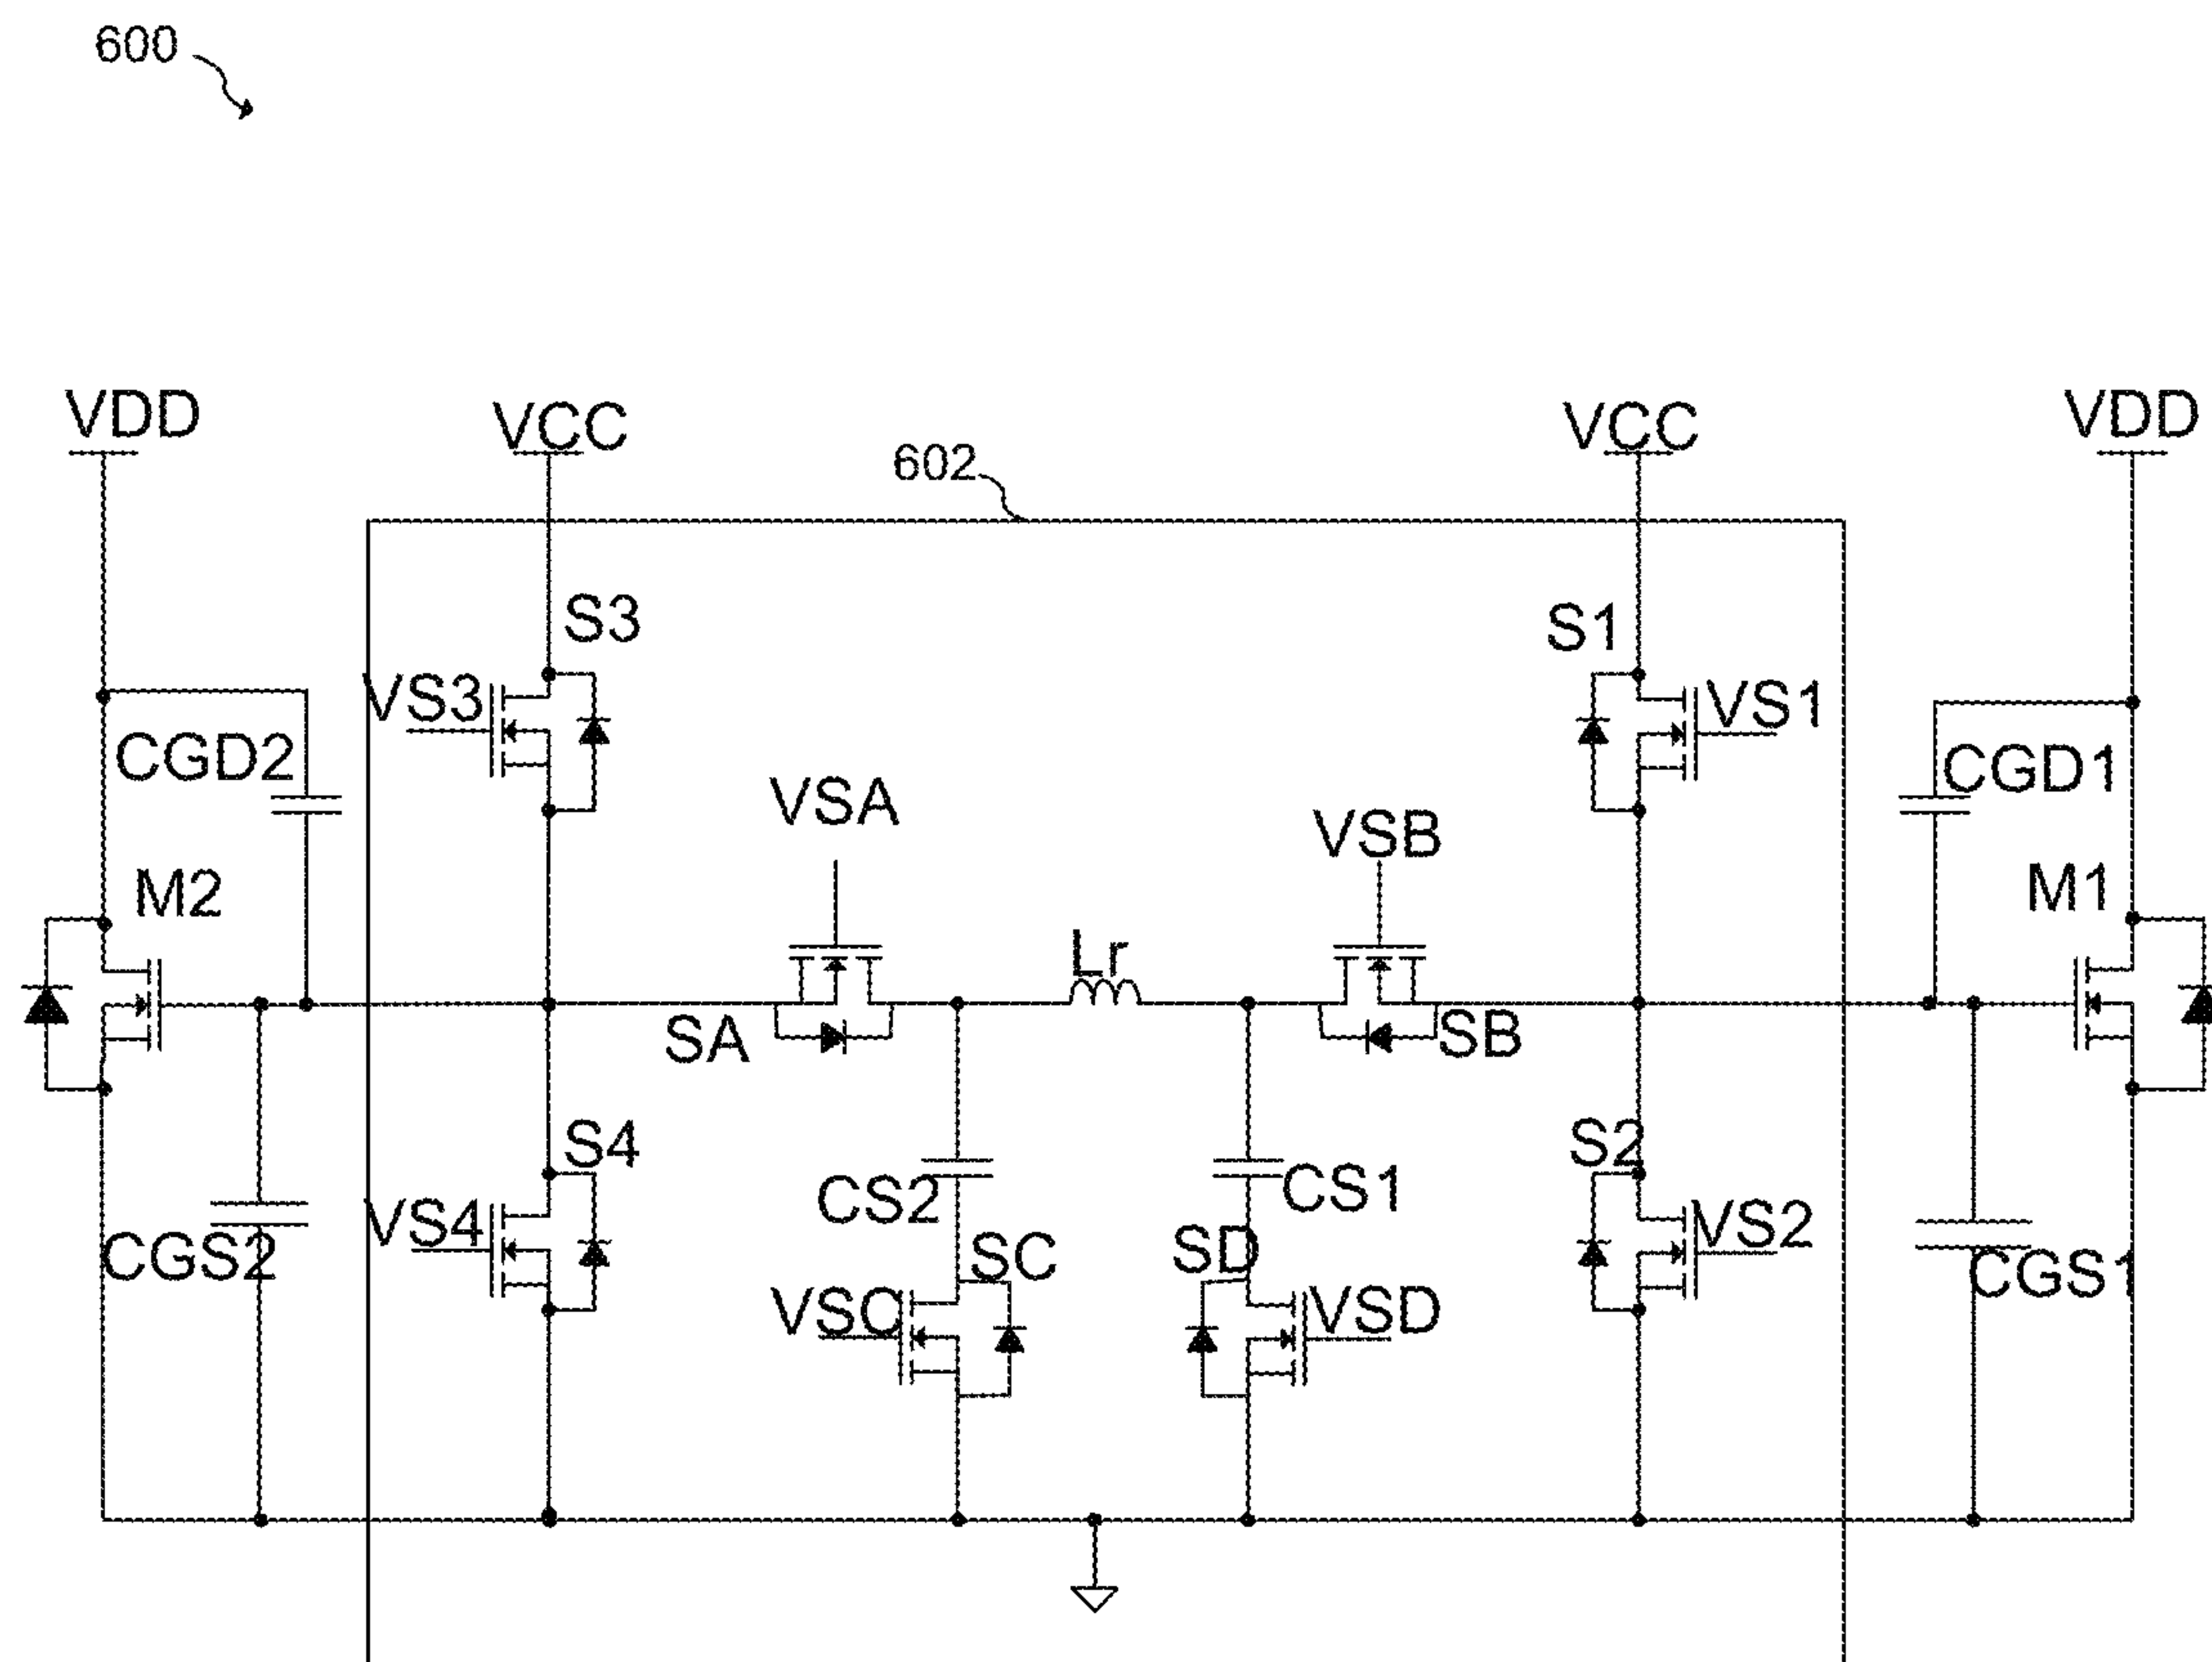 600
VDD
VCC
602
VCC
VDD
S3
S1
VS3
VS1
CGD2
CGD1
VSA
VSB
M2
M1
Lr
SA
SB
S4
S2
CS2
CS1
VS4
VS2
CGS2
SC
SD
CGS1
VSC
VSD